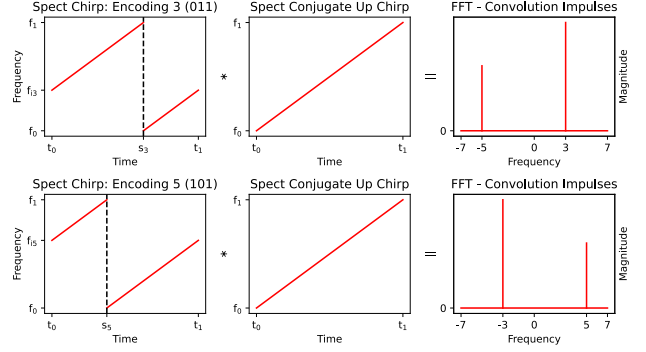 Spect Chirp: Encoding 3 (011)
Spect Conjugate Up Chirp
FFT - Convolution Impulses
f₁
f₁
Frequency
fᵢ₃
*
=
Magnitude
f₀
f₀
0
t₀
s₃
t₁
t₀
t₁
-7
-5
0
3
7
Time
Time
Frequency
Spect Chirp: Encoding 5 (101)
Spect Conjugate Up Chirp
FFT - Convolution Impulses
f₁
f₁
Frequency
fᵢ₅
*
=
Magnitude
f₀
f₀
0
t₀
s₅
t₁
t₀
t₁
-7
-3
0
5
7
Time
Time
Frequency